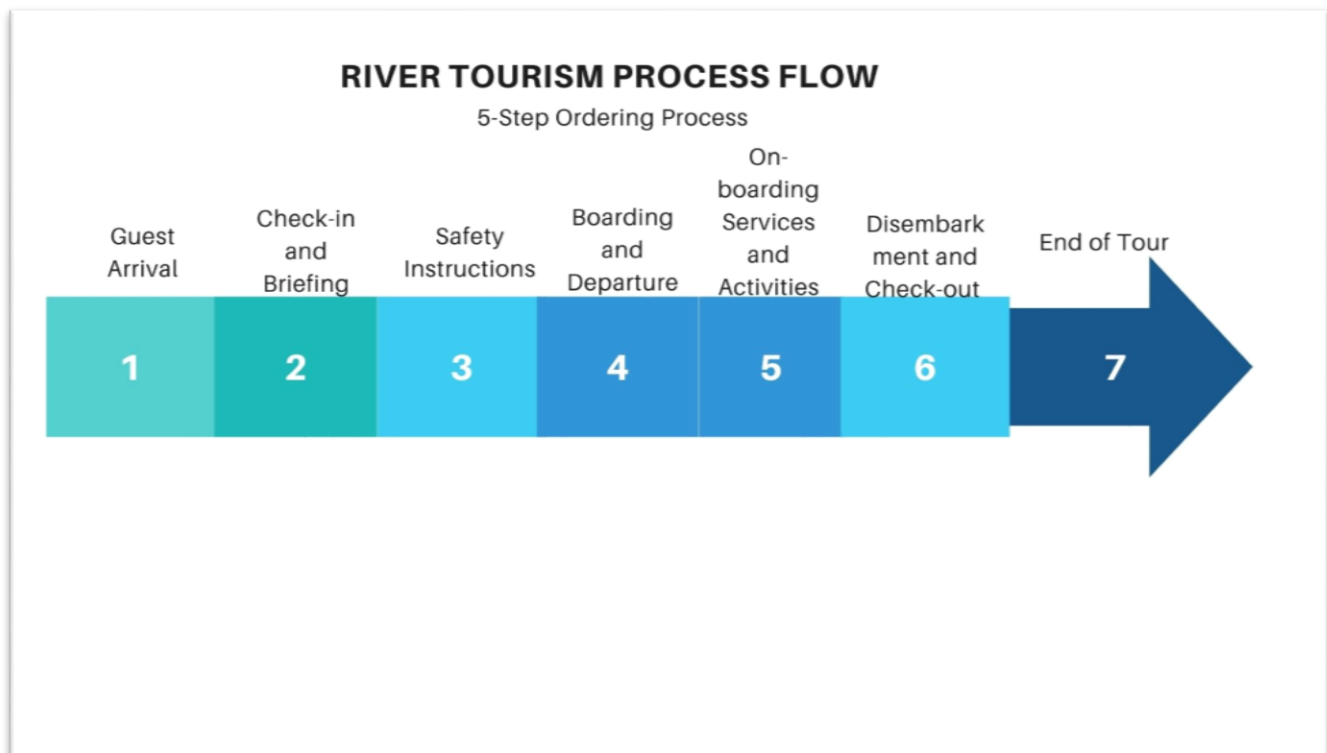 RIVER TOURISM PROCESS FLOW
5-Step Ordering Process
Guest
Arrival
Check-in
and
Briefing
Safety
Instructions
Boarding
and
Departure
On-
boarding
Services
and
Activities
Disembark
ment and
Check-out
End of Tour
1
2
3
4
5
6
7